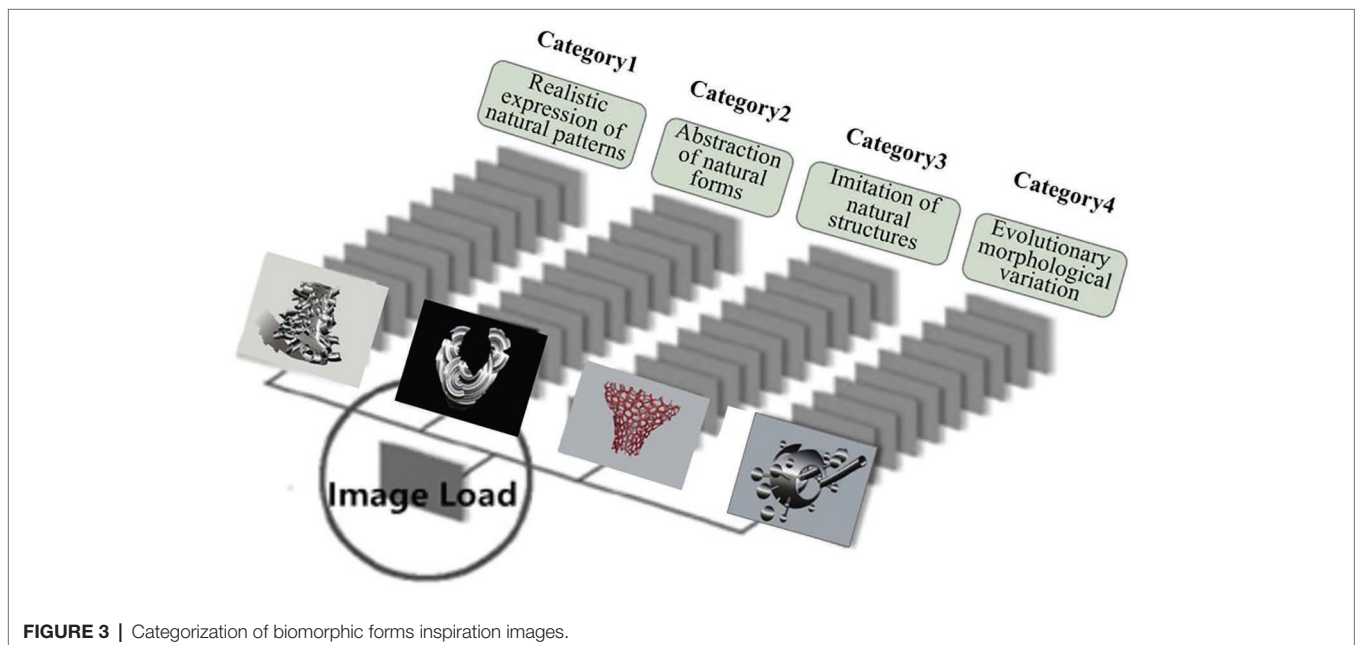 Category1
Realistic
expression of
natural patterns
Category2
Abstraction
of natural
forms
Category3
Imitation of
natural
structures
Category4
Evolutionary
morphological
variation
Image Load
FIGURE 3 | Categorization of biomorphic forms inspiration images.